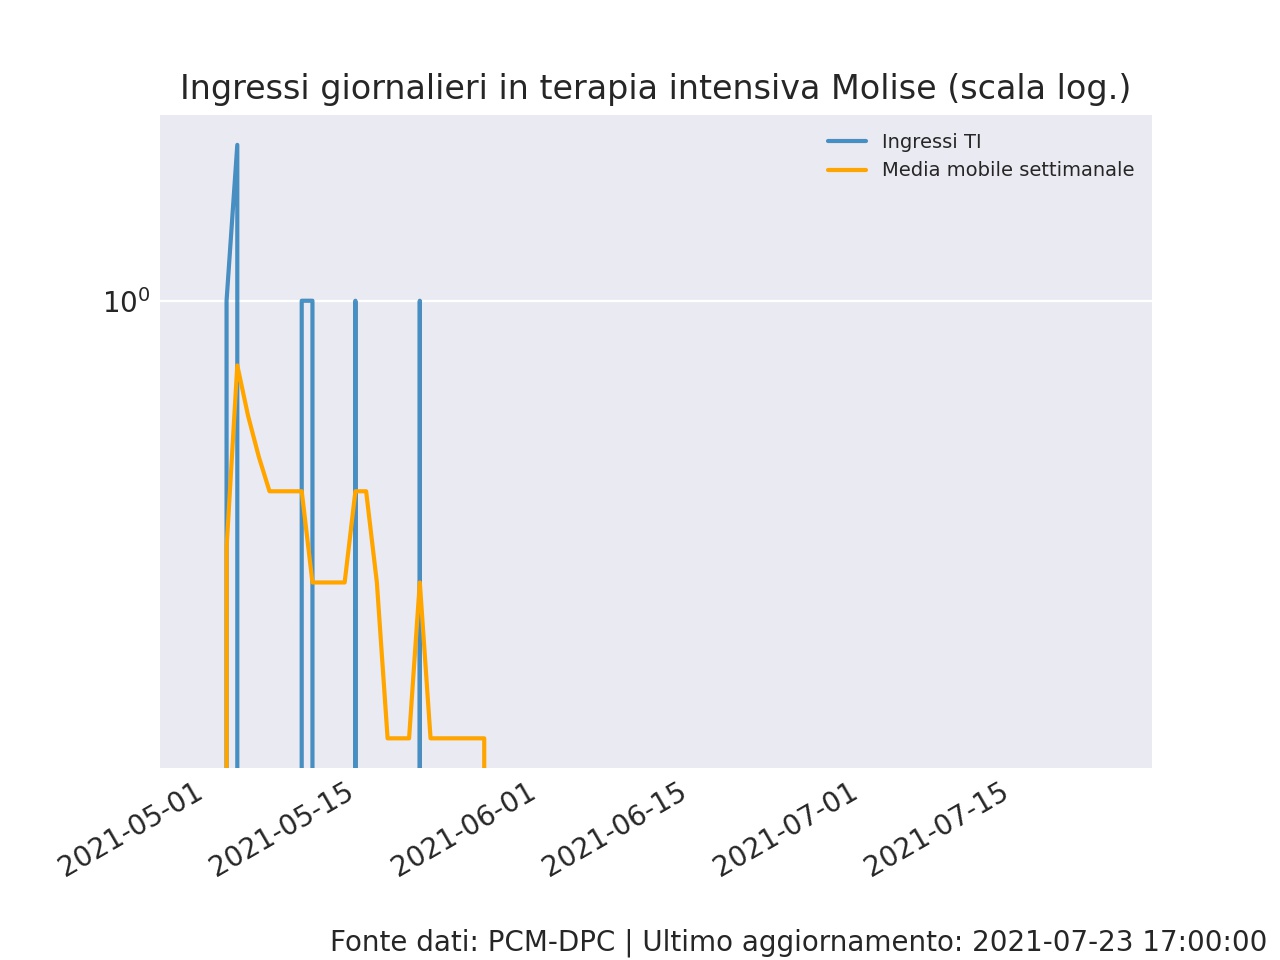 Ingressi giornalieri in terapia intensiva Molise (scala log.)
Ingressi TI
Media mobile settimanale
10⁰
2021-05-01
2021-05-15
2021-06-01
2021-06-15
2021-07-01
2021-07-15
Fonte dati: PCM-DPC | Ultimo aggiornamento: 2021-07-23 17:00:00